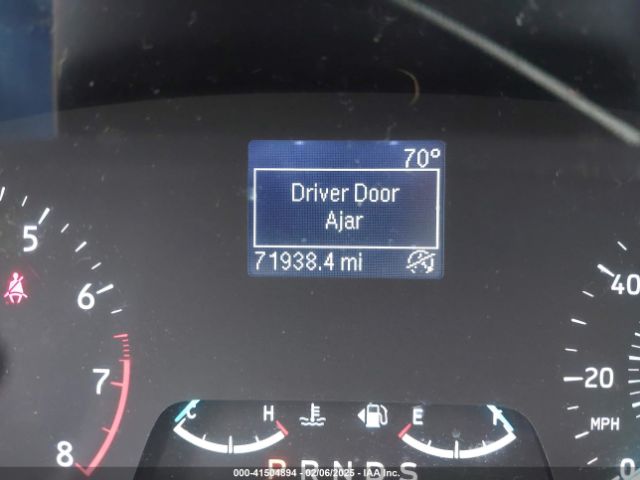 70°
Driver Door
Ajar
71938.4 mi
5
6
7
8
40
20
MPH
0
C H E F
P R N D S
000-41504894 - 02/06/2025 - IAA Inc.